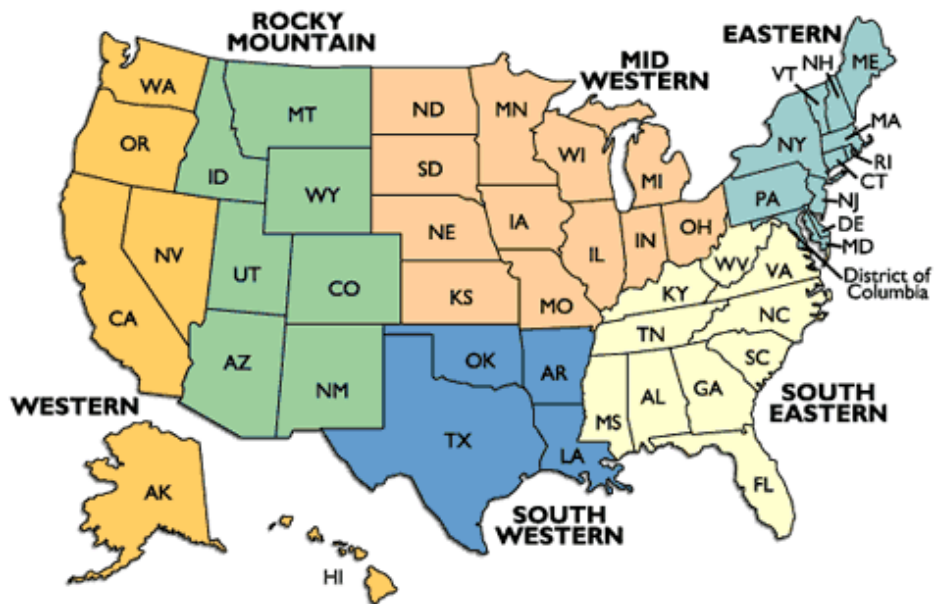 ROCKY
MOUNTAIN
MID
WESTERN
EASTERN
NH
ME
VT
WA
MT
ND
MN
MA
OR
NY
WI
ID
SD
MI
RI
CT
WY
PA
NJ
IA
NE
OH
DE
NV
IL
IN
MD
UT
WV
VA
District of
Columbia
CO
KS
KY
CA
MO
NC
TN
AZ
OK
AR
SC
NM
GA
AL
MS
WESTERN
SOUTH
EASTERN
TX
LA
FL
AK
SOUTH
WESTERN
HI